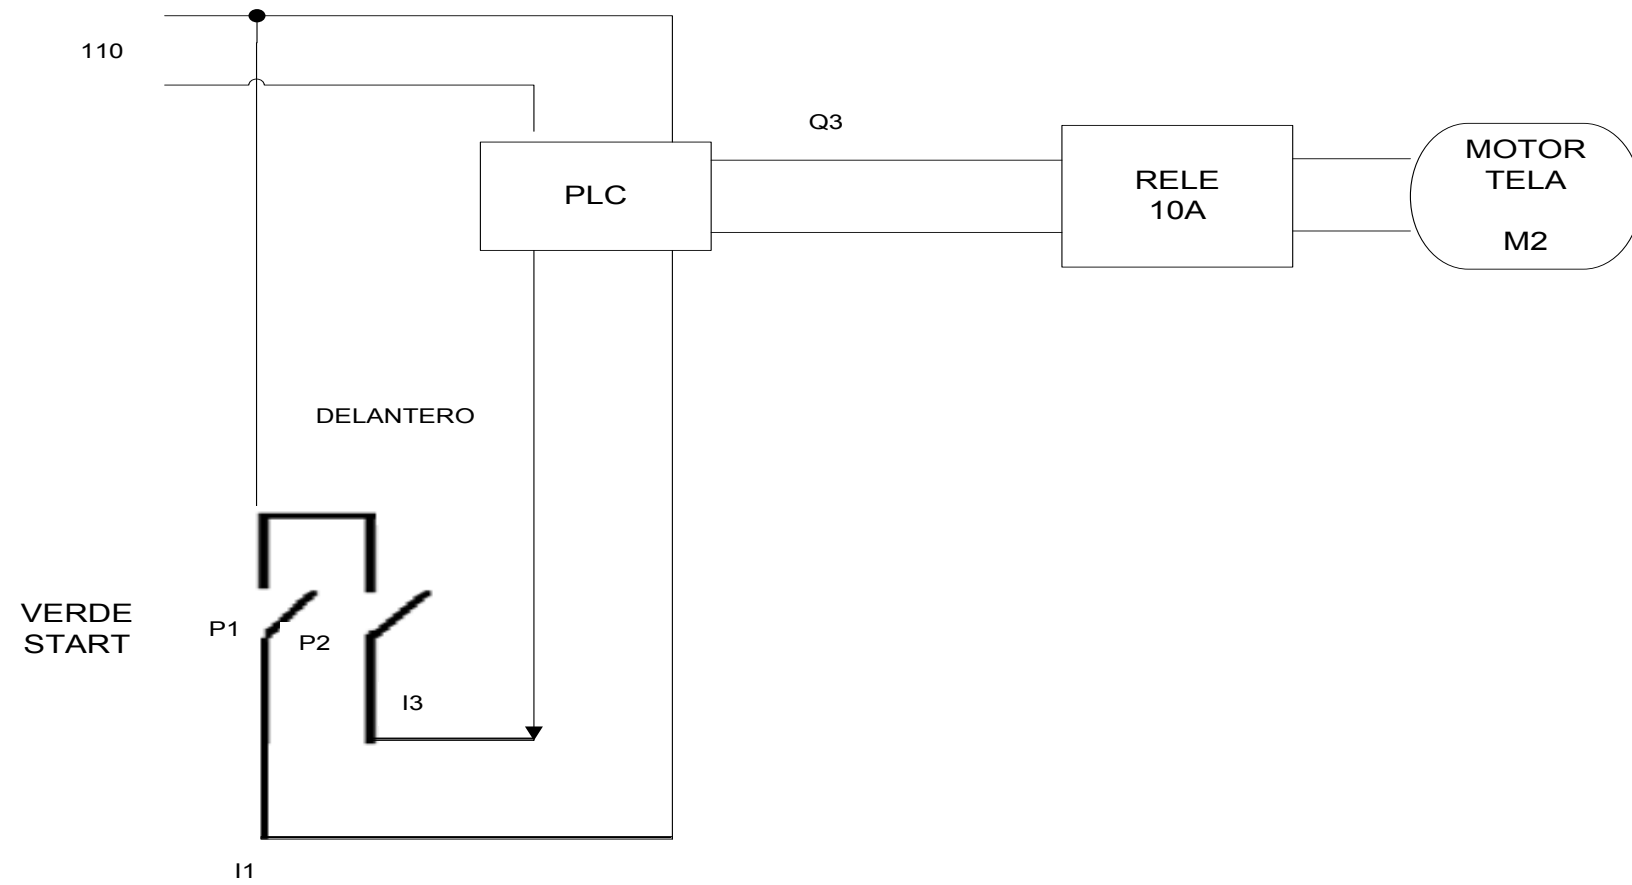 110
Q3
PLC
RELE
10A
MOTOR
TELA
M2
DELANTERO
VERDE
START
P1
P2
I3
I1